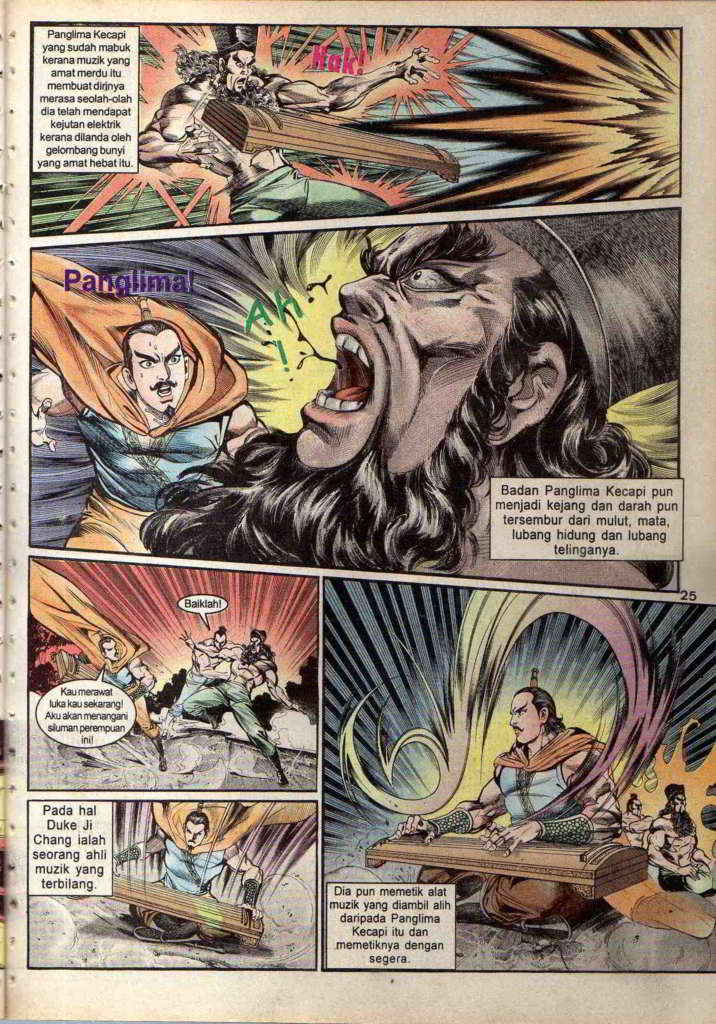 Panglima Kecapi
yang sudah mabuk
kerana muzik yang
amat merdu itu
membuat dirinya
merasa seolah-olah
dia telah mendapat
kejutan elektrik
kerana dilanda oleh
gelombang bunyi
yang amat hebat itu.
Hak!
Panglima!
Ah
!
Badan Panglima Kecapi pun
menjadi kejang dan darah pun
tersembur dari mulut, mata,
lubang hidung dan lubang
telinganya.
25
Baiklah!
Kau merawat
luka kau sekarang!
Aku akan menangani
siluman perempuan
ini!
Pada hal
Duke Ji
Chang ialah
seorang ahli
muzik yang
terbilang.
Dia pun memetik alat
muzik yang diambil alih
daripada Panglima
Kecapi itu dan
memetiknya dengan
segera.